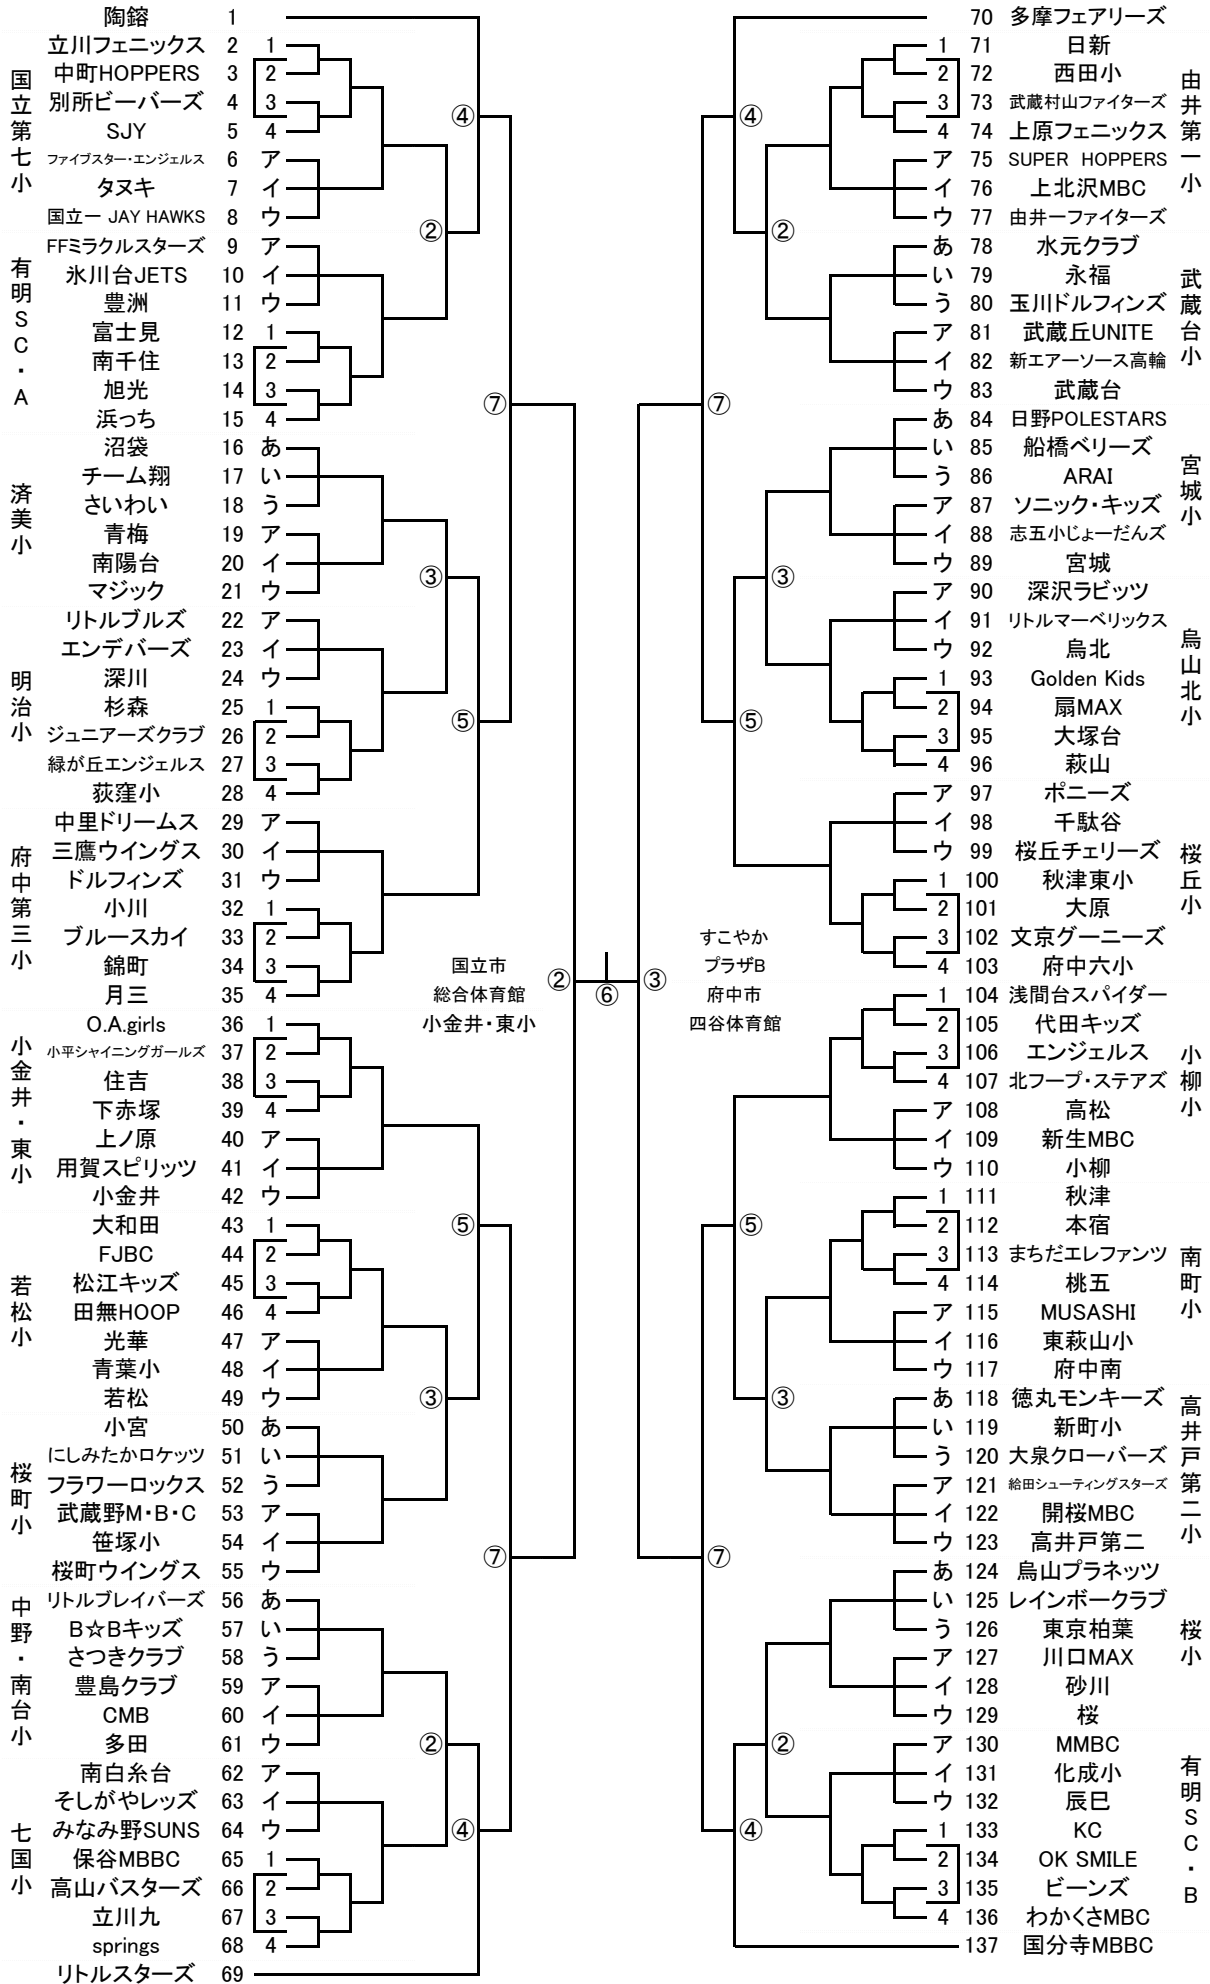 陶鎔 1
立川フェニックス 2 1
中町HOPPERS 3 2
別所ビーバーズ 4 3
SJY 5 4
ファイブスター・エンジェルス 6 ア
タヌキ 7 イ
国立一 JAY HAWKS 8 ウ
国立第七小
FFミラクルスターズ 9 ア
氷川台JETS 10 イ
豊洲 11 ウ
富士見 12 1
南千住 13 2
旭光 14 3
浜っち 15 4
有明SC・A
沼袋 16 あ
チーム翔 17 い
さいわい 18 う
青梅 19 ア
南陽台 20 イ
マジック 21 ウ
済美小
リトルブルズ 22 ア
エンデバーズ 23 イ
深川 24 ウ
杉森 25 1
ジュニアーズクラブ 26 2
緑が丘エンジェルス 27 3
荻窪小 28 4
明治小
中里ドリームス 29 ア
三鷹ウイングス 30 イ
ドルフィンズ 31 ウ
小川 32 1
ブルースカイ 33 2
錦町 34 3
月三 35 4
府中第三小
O.A.girls 36 1
小平シャイニングガールズ 37 2
住吉 38 3
下赤塚 39 4
上ノ原 40 ア
用賀スピリッツ 41 イ
小金井 42 ウ
小金井・東小
大和田 43 1
FJBC 44 2
松江キッズ 45 3
田無HOOP 46 4
光華 47 ア
青葉小 48 イ
若松 49 ウ
若松小
小宮 50 あ
にしみたかロケッツ 51 い
フラワーロックス 52 う
武蔵野M・B・C 53 ア
笹塚小 54 イ
桜町ウイングス 55 ウ
桜町小
リトルブレイバーズ 56 あ
B☆Bキッズ 57 い
さつきクラブ 58 う
豊島クラブ 59 ア
CMB 60 イ
多田 61 ウ
中野・南台小
南白糸台 62 ア
そしがやレッズ 63 イ
みなみ野SUNS 64 ウ
保谷MBBC 65 1
高山バスターズ 66 2
立川九 67 3
springs 68 4
七国小
リトルスターズ 69
④
②
⑦
③
⑤
⑤
③
⑦
②
④
国立市
総合体育館
小金井・東小
②
⑥
③
すこやか
プラザB
府中市
四谷体育館
④
②
⑦
③
⑤
⑤
③
⑦
②
④
70 多摩フェアリーズ
1 71 日新
2 72 西田小
3 73 武蔵村山ファイターズ
4 74 上原フェニックス
ア 75 SUPER HOPPERS
イ 76 上北沢MBC
ウ 77 由井一ファイターズ
由井第一小
あ 78 水元クラブ
い 79 永福
う 80 玉川ドルフィンズ
ア 81 武蔵丘UNITE
イ 82 新エアーソース高輪
ウ 83 武蔵台
武蔵台小
あ 84 日野POLESTARS
い 85 船橋ベリーズ
う 86 ARAI
ア 87 ソニック・キッズ
イ 88 志五小じょーだんズ
ウ 89 宮城
宮城小
ア 90 深沢ラビッツ
イ 91 リトルマーベリックス
ウ 92 烏北
1 93 Golden Kids
2 94 扇MAX
3 95 大塚台
4 96 萩山
烏山北小
ア 97 ポニーズ
イ 98 千駄谷
ウ 99 桜丘チェリーズ
1 100 秋津東小
2 101 大原
3 102 文京グーニーズ
4 103 府中六小
桜丘小
1 104 浅間台スパイダー
2 105 代田キッズ
3 106 エンジェルス
4 107 北フープ・ステアズ
ア 108 高松
イ 109 新生MBC
ウ 110 小柳
小柳小
1 111 秋津
2 112 本宿
3 113 まちだエレファンツ
4 114 桃五
ア 115 MUSASHI
イ 116 東萩山小
ウ 117 府中南
南町小
あ 118 徳丸モンキーズ
い 119 新町小
う 120 大泉クローバーズ
ア 121 給田シューティングスターズ
イ 122 開桜MBC
ウ 123 高井戸第二
高井戸第二小
あ 124 烏山プラネッツ
い 125 レインボークラブ
う 126 東京柏葉
ア 127 川口MAX
イ 128 砂川
ウ 129 桜
桜小
ア 130 MMBC
イ 131 化成小
ウ 132 辰巳
1 133 KC
2 134 OK SMILE
3 135 ビーンズ
4 136 わかくさMBC
有明SC・B
137 国分寺MBBC